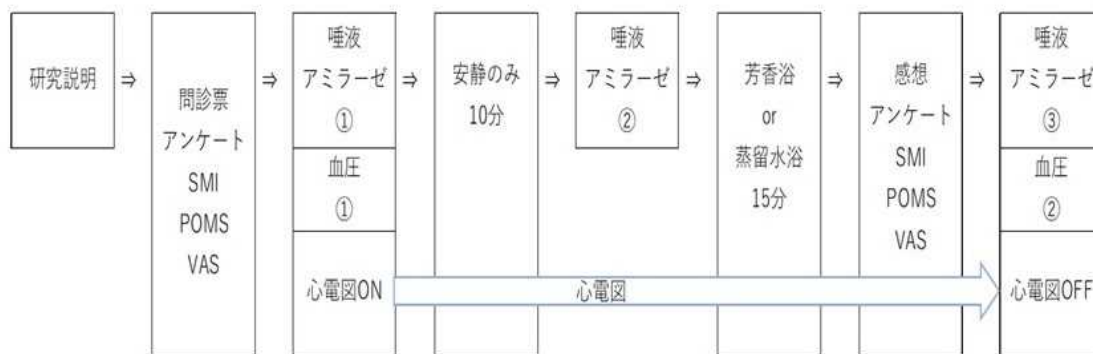 研究説明
⇒
問診票
アンケート
SMI
POMS
VAS
⇒
唾液
アミラーゼ
①
血圧
①
心電図ON
⇒
安静のみ
10分
⇒
唾液
アミラーゼ
②
⇒
芳香浴
or
蒸留水浴
15分
⇒
感想
アンケート
SMI
POMS
VAS
⇒
唾液
アミラーゼ
③
血圧
②
心電図OFF
心電図